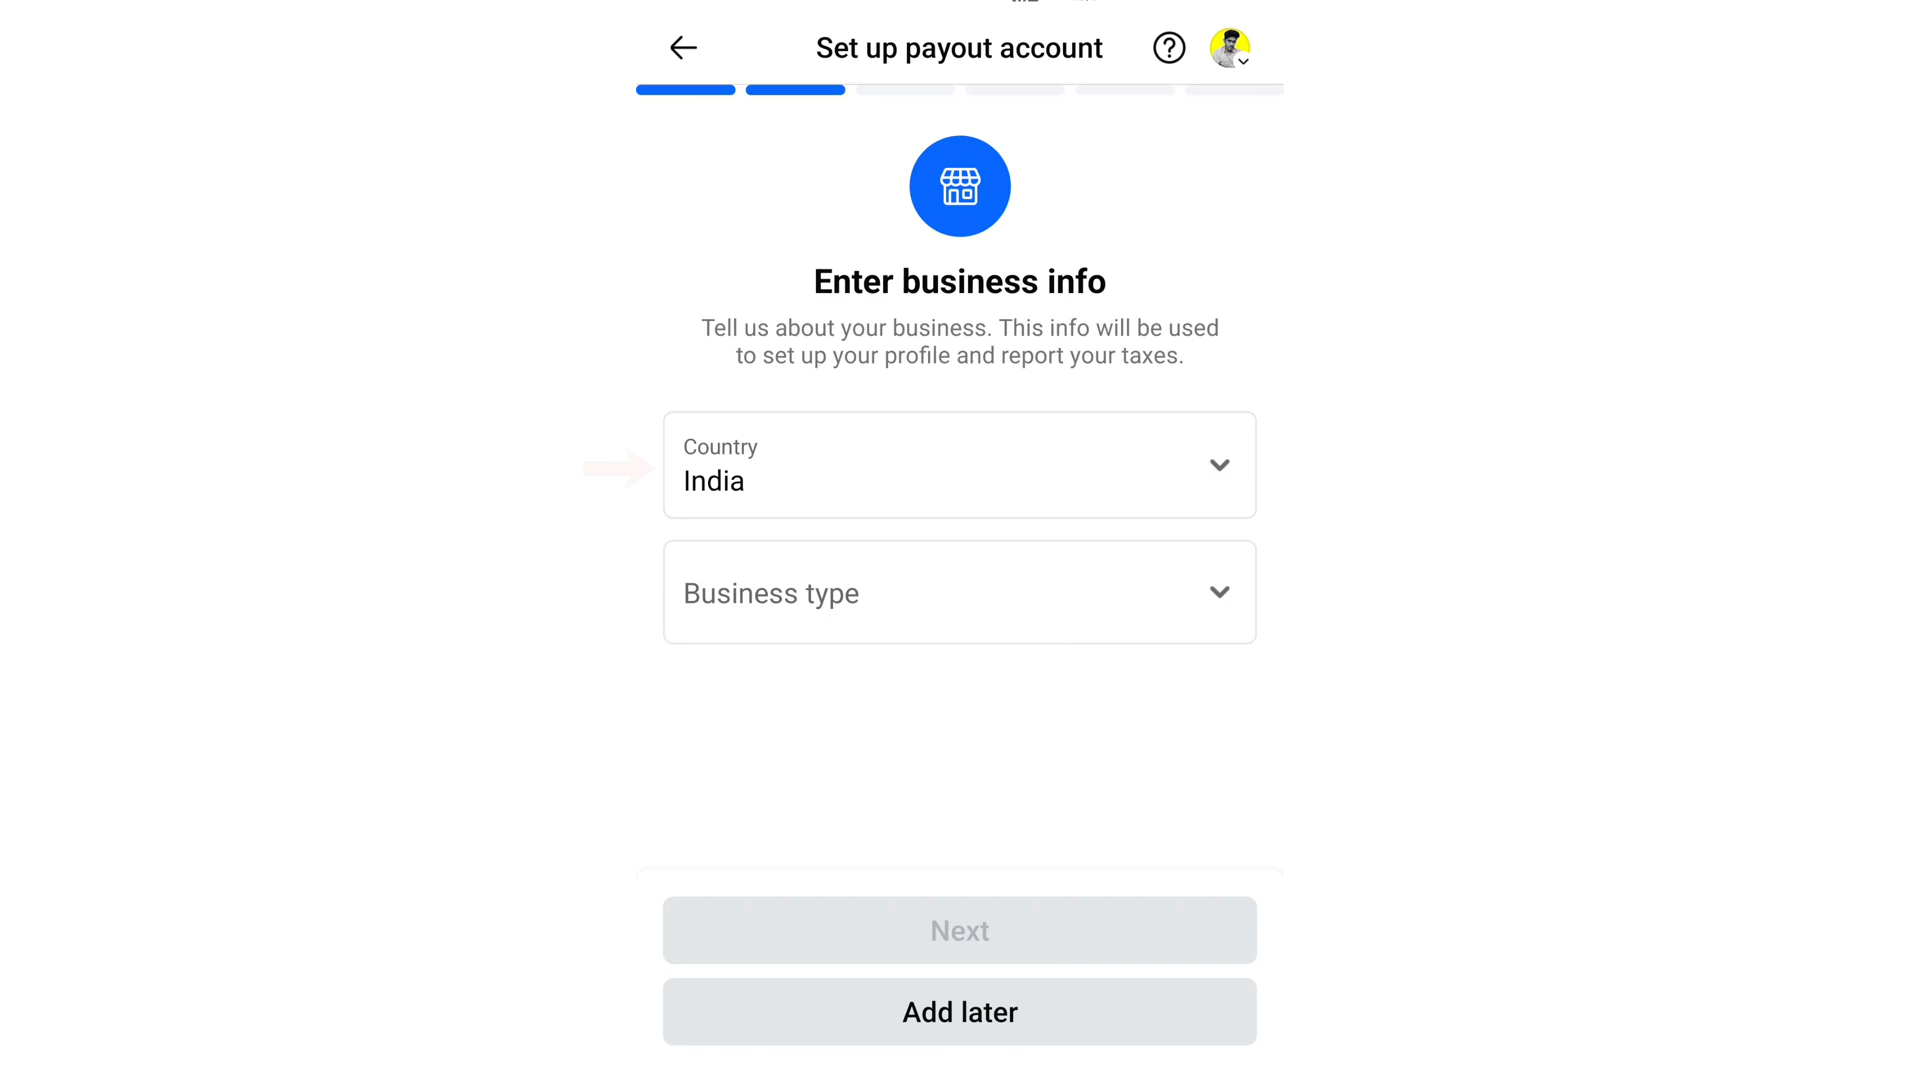 Set up payout account
Enter business info
Tell us about your business. This info will be used
to set up your profile and report your taxes.
Country
India
Business type
Next
Add later